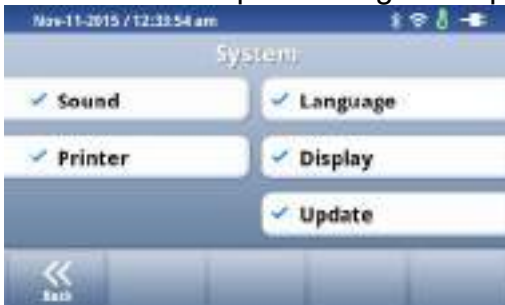 Nov-11-2015 / 12:33:54 am
System
Sound
Language
Printer
Display
Update
Back